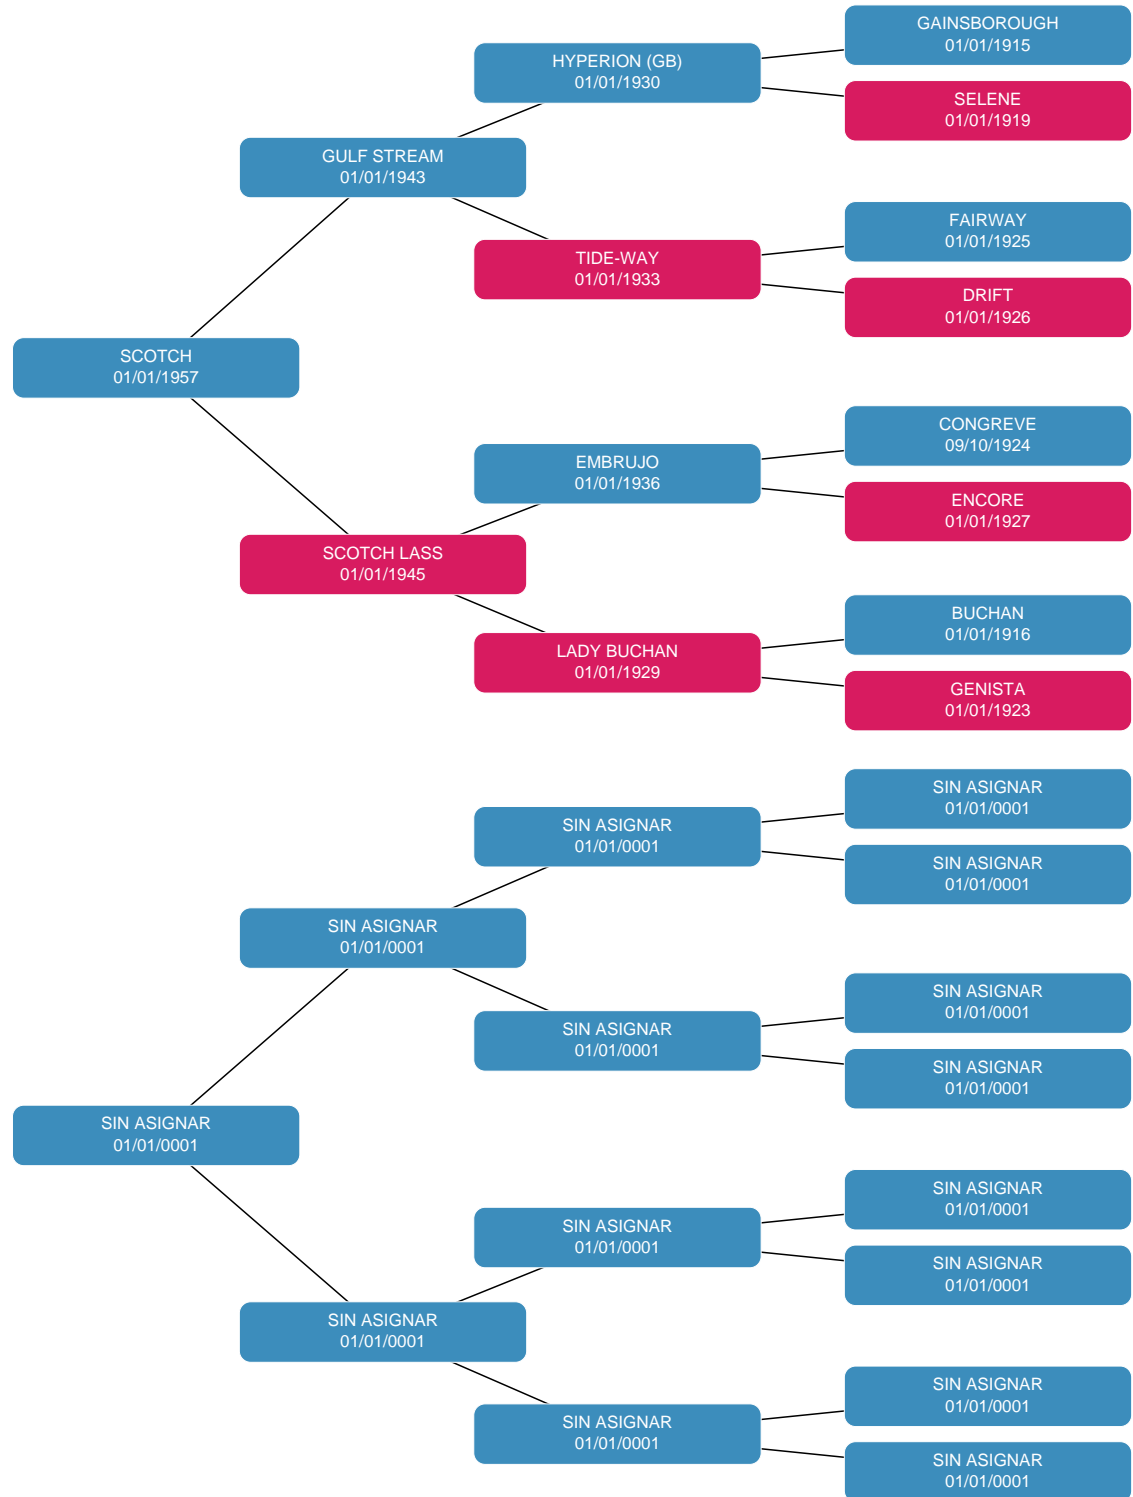 GAINSBOROUGH
01/01/1915
HYPERION (GB)
01/01/1930
SELENE
01/01/1919
GULF STREAM
01/01/1943
FAIRWAY
01/01/1925
TIDE-WAY
01/01/1933
DRIFT
01/01/1926
SCOTCH
01/01/1957
CONGREVE
09/10/1924
EMBRUJO
01/01/1936
ENCORE
01/01/1927
SCOTCH LASS
01/01/1945
BUCHAN
01/01/1916
LADY BUCHAN
01/01/1929
GENISTA
01/01/1923
SIN ASIGNAR
01/01/0001
SIN ASIGNAR
01/01/0001
SIN ASIGNAR
01/01/0001
SIN ASIGNAR
01/01/0001
SIN ASIGNAR
01/01/0001
SIN ASIGNAR
01/01/0001
SIN ASIGNAR
01/01/0001
SIN ASIGNAR
01/01/0001
SIN ASIGNAR
01/01/0001
SIN ASIGNAR
01/01/0001
SIN ASIGNAR
01/01/0001
SIN ASIGNAR
01/01/0001
SIN ASIGNAR
01/01/0001
SIN ASIGNAR
01/01/0001
SIN ASIGNAR
01/01/0001